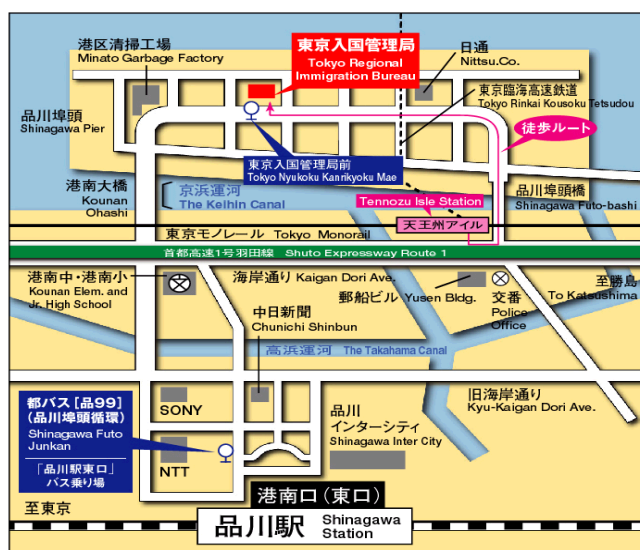 港区清掃工場
Minato Garbage Factory
東京入国管理局
Tokyo Regional
Immigration Bureau
日通
Nittsu.Co.
東京臨海高速鉄道
Tokyo Rinkai Kousoku Tetsudou
品川埠頭
Shinagawa Pier
徒歩ルート
東京入国管理局前
Tokyo Nyukoku Kanrikyoku Mae
港南大橋
Kounan
Ohashi
京浜運河
The Keihin Canal
Tennozu Isle Station
天王州アイル
品川埠頭橋
Shinagawa Futo-bashi
東京モノレール Tokyo Monorail
首都高速1号羽田線 Shuto Expressway Route 1
港南中・港南小
Kounan Elem. and
Jr. High School
海岸通り Kaigan Dori Ave.
郵船ビル Yusen Bldg.
交番
Police
Office
至勝島
To Katsushima
中日新聞
Chunichi Shinbun
高浜運河 The Takahama Canal
都バス[品99]
(品川埠頭循環)
Shinagawa Futo
Junkan
「品川駅東口」
バス乗り場
SONY
NTT
品川
インターシティ
Shinagawa Inter City
旧海岸通り
Kyu-Kaigan Dori Ave.
至東京
港南口(東口)
品川駅 Shinagawa
Station